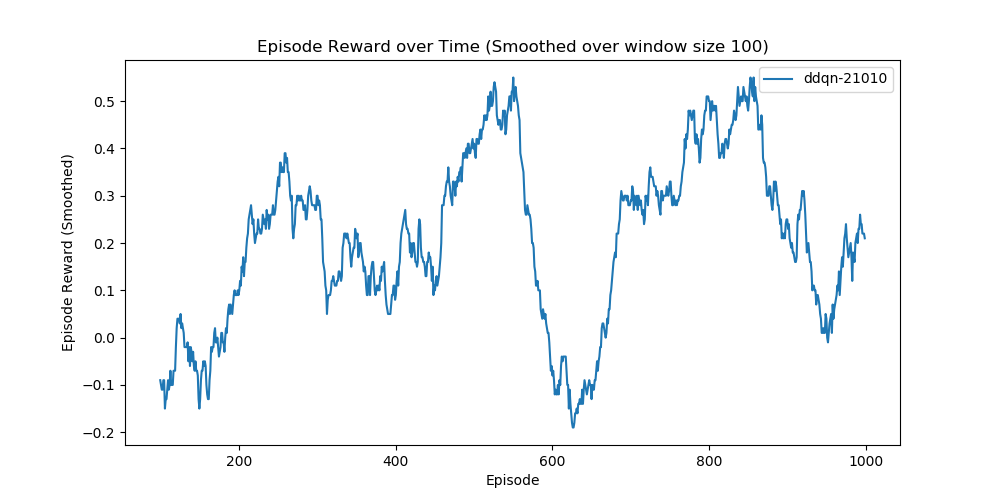 Episode Reward over Time (Smoothed over window size 100)
ddqn-21010
Episode Reward (Smoothed)
0.5
0.4
0.3
0.2
0.1
0.0
−0.1
−0.2
200 400 600 800 1000
Episode